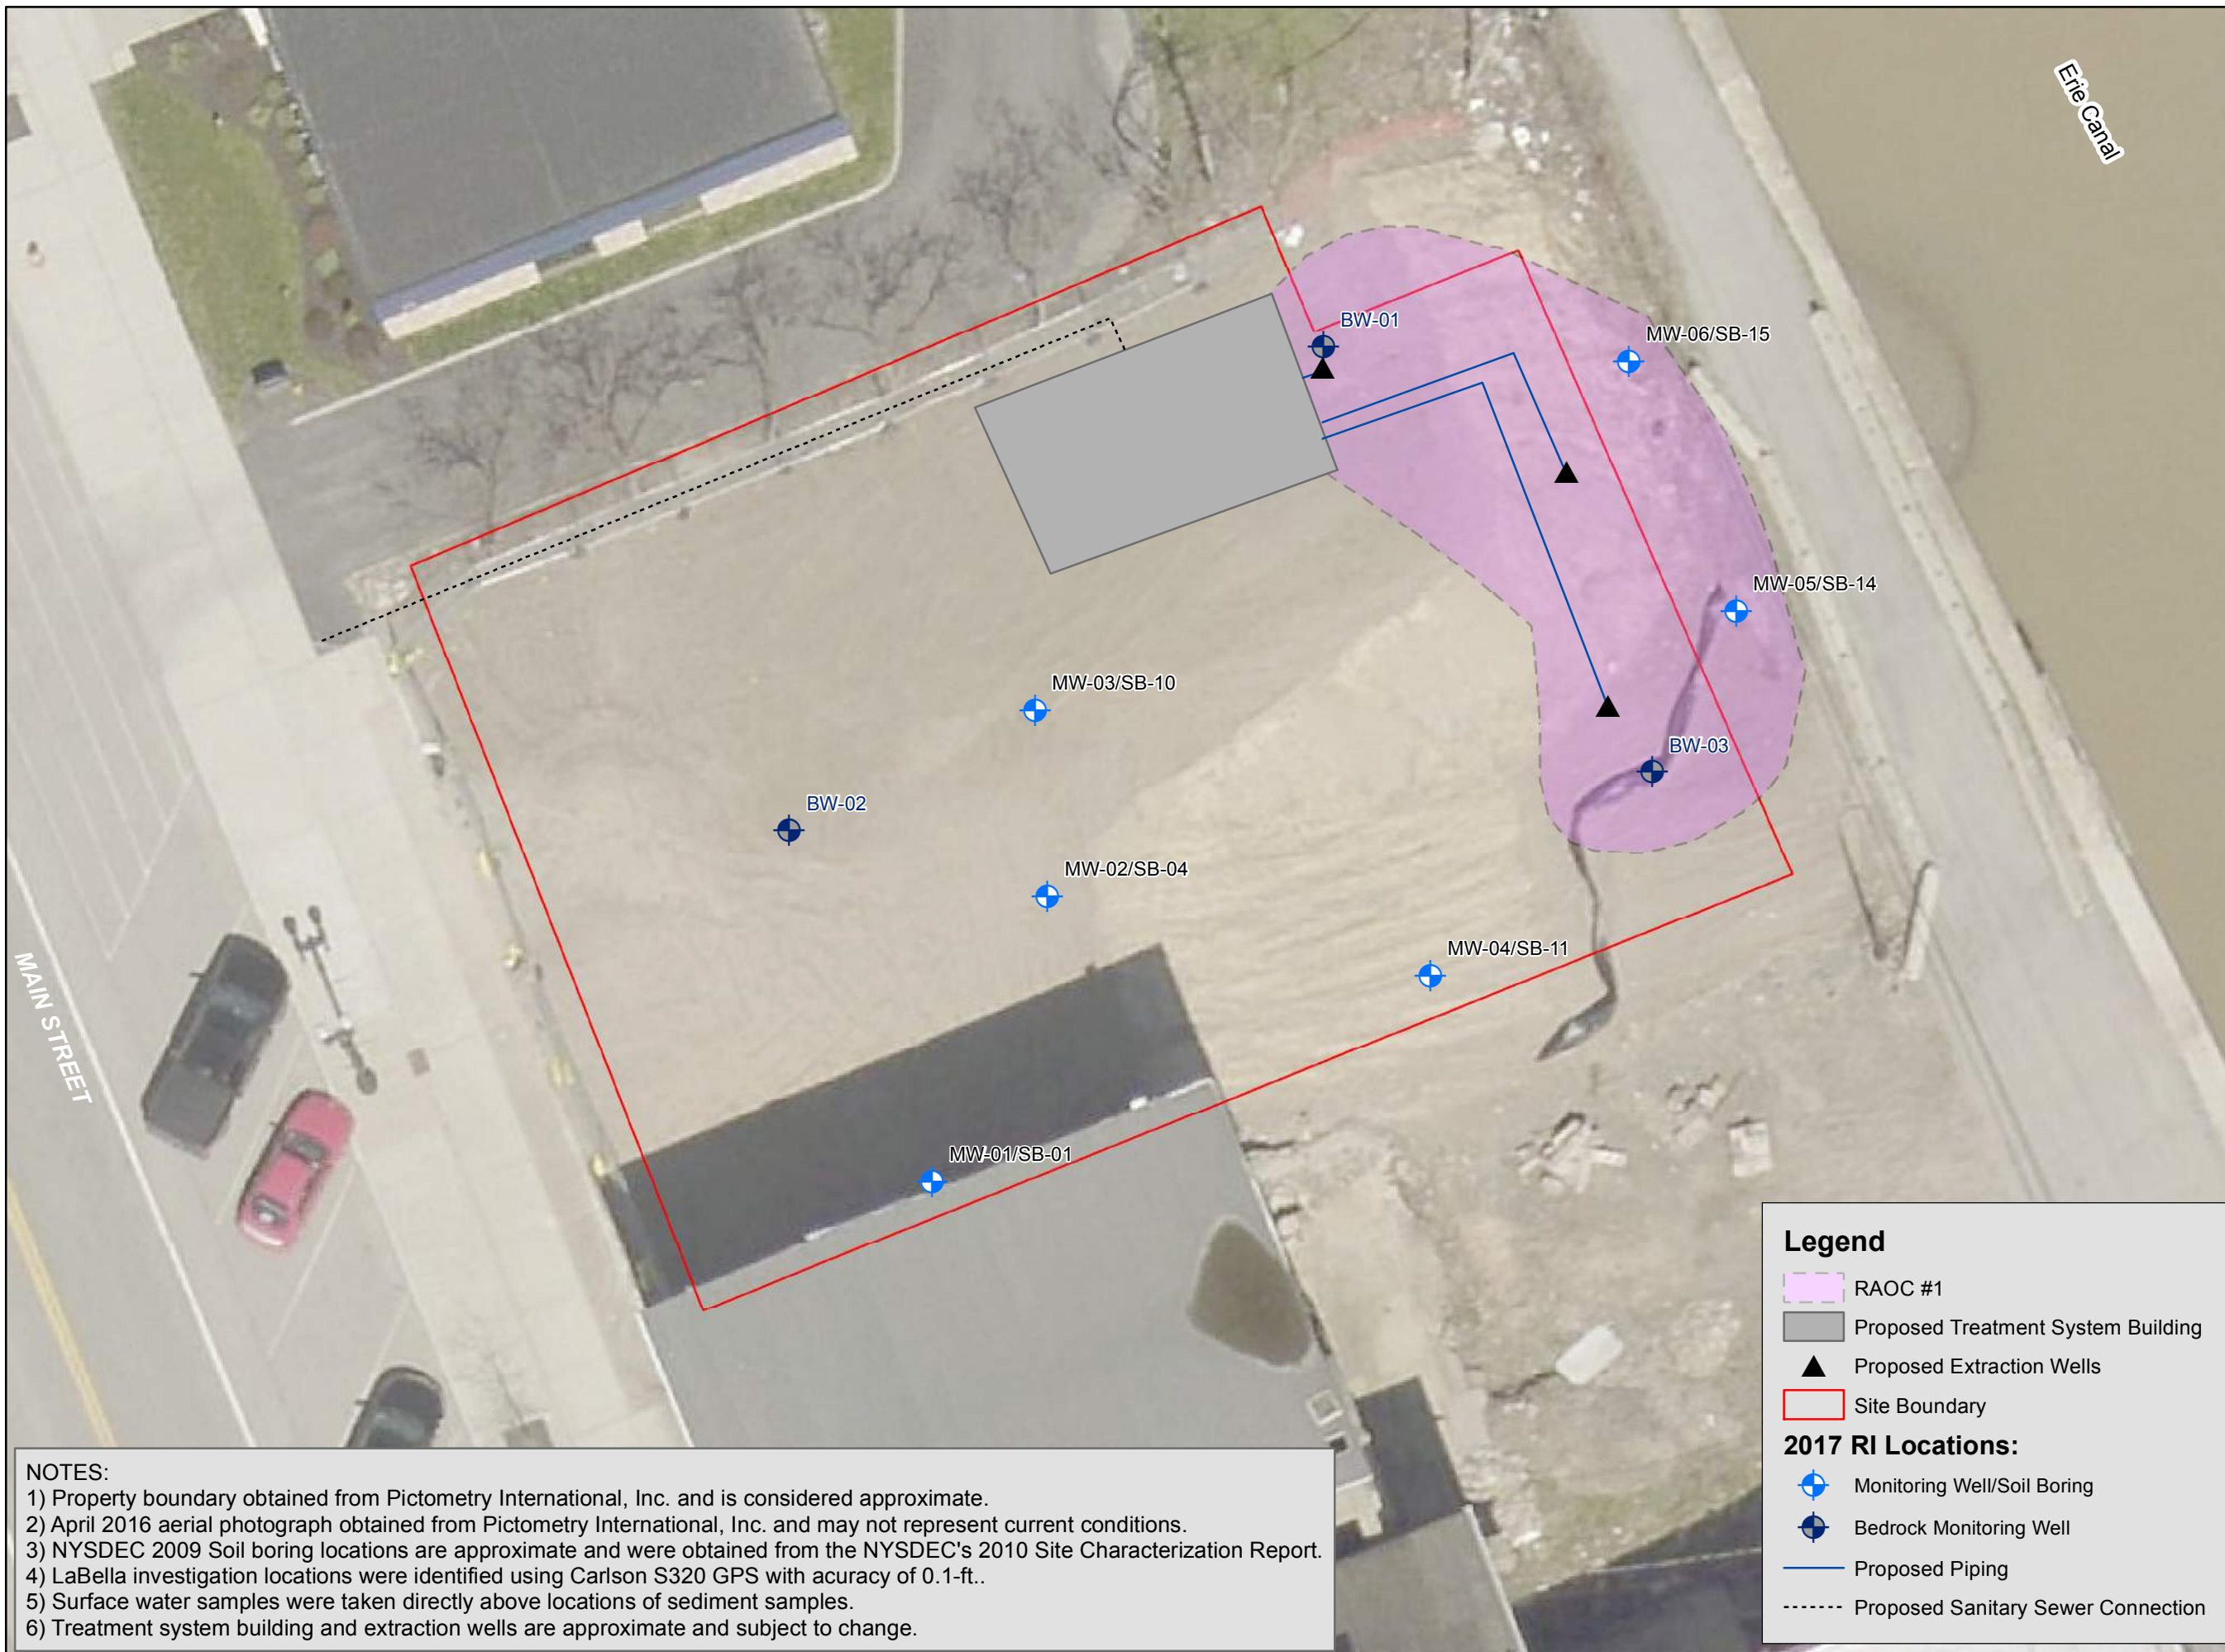 Erie Canal
BW-01
MW-06/SB-15
MW-05/SB-14
MW-03/SB-10
BW-03
BW-02
MW-02/SB-04
MW-04/SB-11
MAIN STREET
MW-01/SB-01
Legend
RAOC #1
Proposed Treatment System Building
Proposed Extraction Wells
Site Boundary
2017 RI Locations:
Monitoring Well/Soil Boring
Bedrock Monitoring Well
Proposed Piping
Proposed Sanitary Sewer Connection
NOTES:
1) Property boundary obtained from Pictometry International, Inc. and is considered approximate.
2) April 2016 aerial photograph obtained from Pictometry International, Inc. and may not represent current conditions.
3) NYSDEC 2009 Soil boring locations are approximate and were obtained from the NYSDEC's 2010 Site Characterization Report.
4) LaBella investigation locations were identified using Carlson S320 GPS with acuracy of 0.1-ft..
5) Surface water samples were taken directly above locations of sediment samples.
6) Treatment system building and extraction wells are approximate and subject to change.